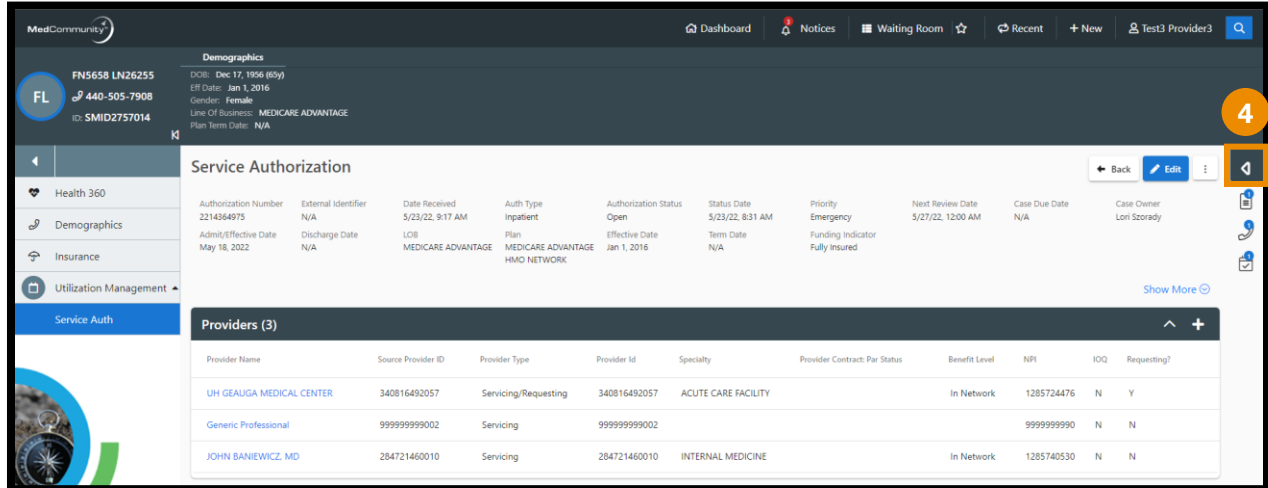 MedCommunity
Dashboard
3
Notices
Waiting Room
Recent
+ New
Test3 Provider3
FL
FN5658 LN26255
440-505-7908
ID: SMID2757014
Demographics
DOB: Dec 17, 1956 (65y)
Eff Date: Jan 1, 2016
Gender: Female
Line Of Business: MEDICARE ADVANTAGE
Plan Term Date: N/A
4
Health 360
Demographics
Insurance
Utilization Management
Service Auth
Service Authorization
Back
Edit
Authorization Number External Identifier Date Received Auth Type Authorization Status Status Date Priority Next Review Date Case Due Date Case Owner
2214364975 N/A 5/23/22, 9:17 AM Inpatient Open 5/23/22, 8:31 AM Emergency 5/27/22, 12:00 AM N/A Lori Szorady
Admit/Effective Date Discharge Date LOB Plan Effective Date Term Date Funding Indicator
May 18, 2022 N/A MEDICARE ADVANTAGE MEDICARE ADVANTAGE HMO NETWORK Jan 1, 2016 N/A Fully Insured
Show More
Providers (3)
Provider Name Source Provider ID Provider Type Provider Id Specialty Provider Contract: Par Status Benefit Level NPI IOQ Requesting?
UH GEAUGA MEDICAL CENTER 340816492057 Servicing/Requesting 340816492057 ACUTE CARE FACILITY In Network 1285724476 N Y
Generic Professional 999999999002 Servicing 999999999002 9999999990 N N
JOHN BANIEWICZ, MD 284721460010 Servicing 284721460010 INTERNAL MEDICINE In Network 1285740530 N N